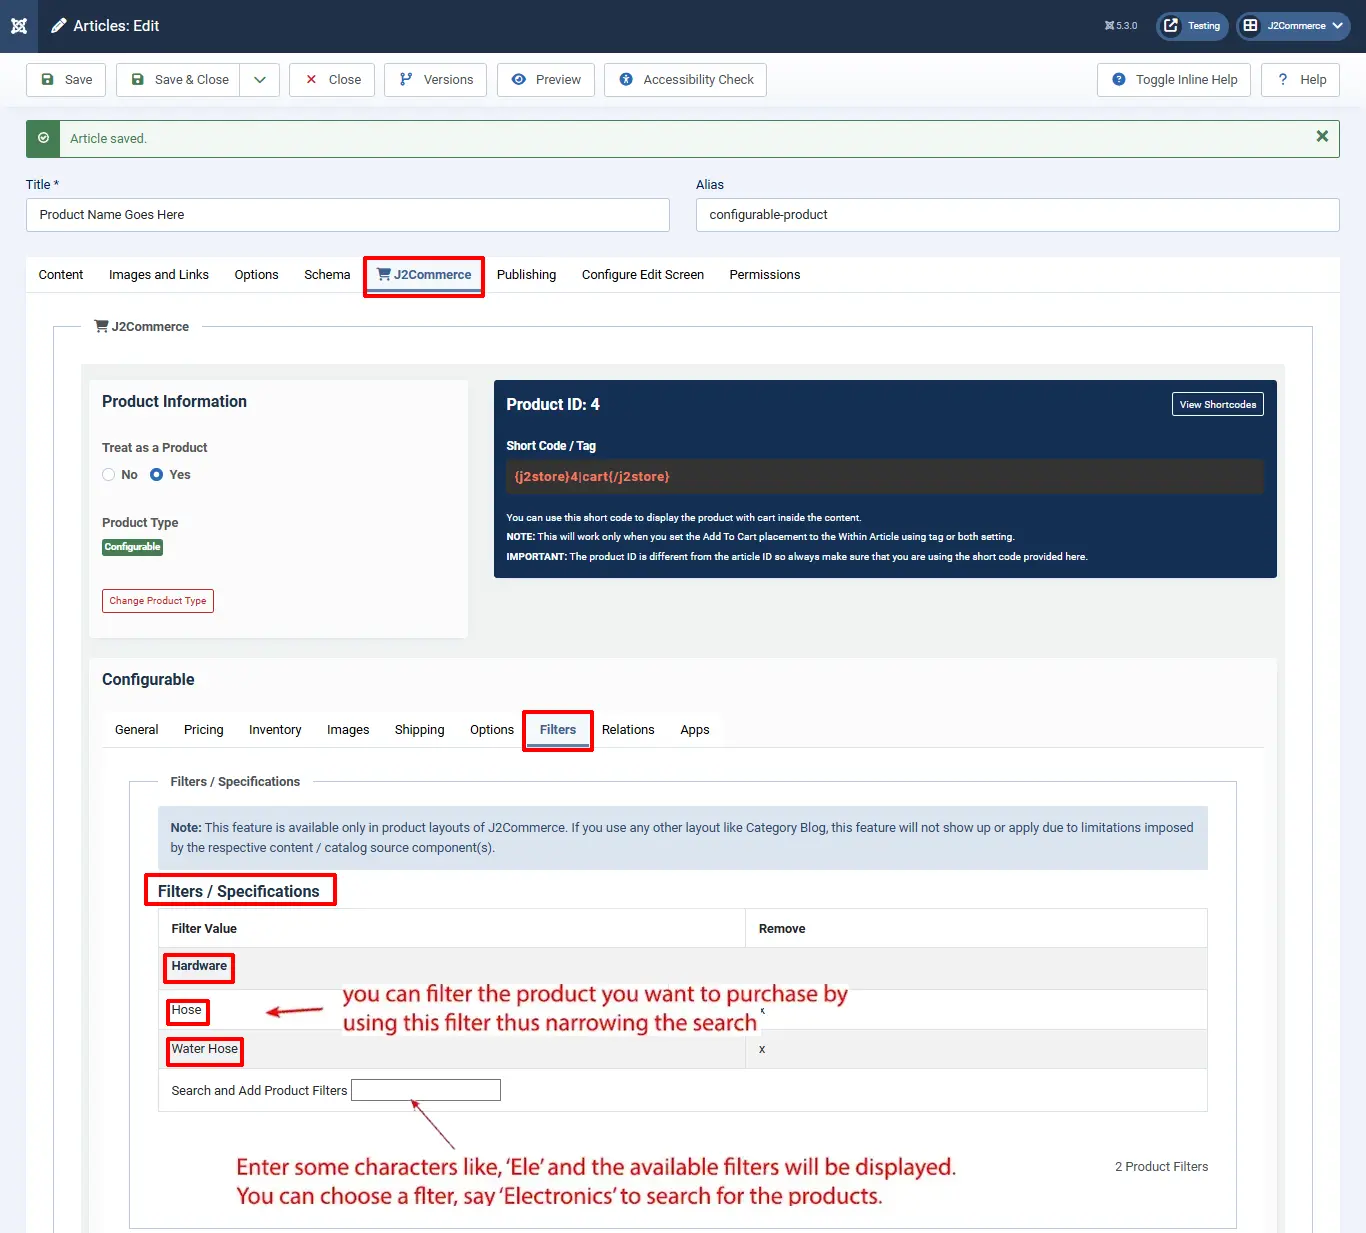 Articles: Edit
5.3.0
Testing
J2Commerce
Save
Save & Close
Close
Versions
Preview
Accessibility Check
Toggle Inline Help
? Help
Article saved.
Title *
Alias
Product Name Goes Here
configurable-product
Content
Images and Links
Options
Schema
J2Commerce
Publishing
Configure Edit Screen
Permissions
J2Commerce
Product Information
Treat as a Product
No
Yes
Product Type
Configurable
Change Product Type
Product ID: 4
View Shortcodes
Short Code / Tag
{j2store}4|cart{/j2store}
You can use this short code to display the product with cart inside the content.
NOTE: This will work only when you set the Add To Cart placement to the Within Article using tag or both setting.
IMPORTANT: The product ID is different from the article ID so always make sure that you are using the short code provided here.
Configurable
General
Pricing
Inventory
Images
Shipping
Options
Filters
Relations
Apps
Filters / Specifications
Note: This feature is available only in product layouts of J2Commerce. If you use any other layout like Category Blog, this feature will not show up or apply due to limitations imposed
by the respective content / catalog source component(s).
Filters / Specifications
Filter Value
Remove
Hardware
Hose
x
you can filter the product you want to purchase by
using this filter thus narrowing the search
Water Hose
x
Search and Add Product Filters
Enter some characters like, 'Ele' and the available filters will be displayed.
You can choose a flter, say 'Electronics' to search for the products.
2 Product Filters